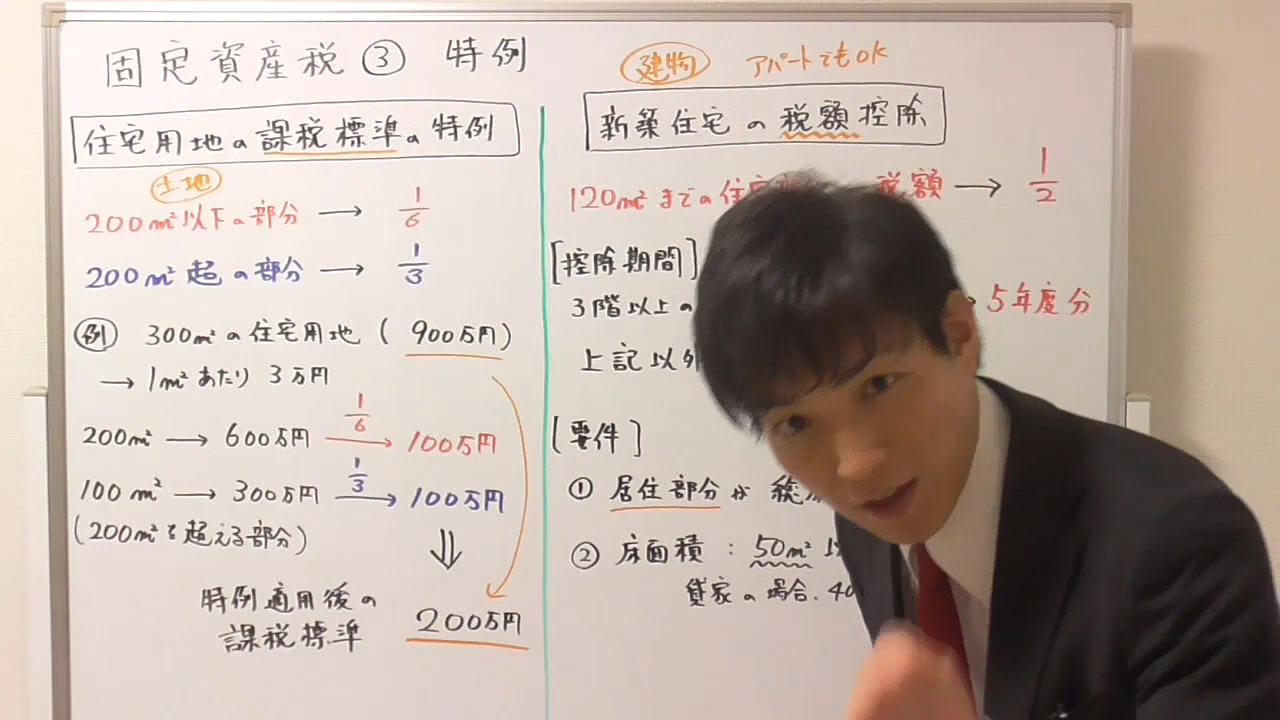 固定資産税 ③ 特例
住宅用地の課税標準の特例
土地
200㎡以下の部分 → 1/6
200㎡超の部分 → 1/3
例 300㎡の住宅用地 ( 900万円)
→ 1㎡あたり 3万円
200㎡ → 600万円 1/6 → 100万円
100㎡ → 300万円 1/3 → 100万円
(200㎡を超える部分)
⇓
特例適用後の
課税標準 200万円
建物 アパートでもOK
新築住宅の税額控除
120㎡までの住宅 税額 → 1/2
[控除期間]
3階以上の → 5年度分
上記以外
[要件]
① 居住部分が 総
② 床面積 : 50㎡
貸家の場合. 40